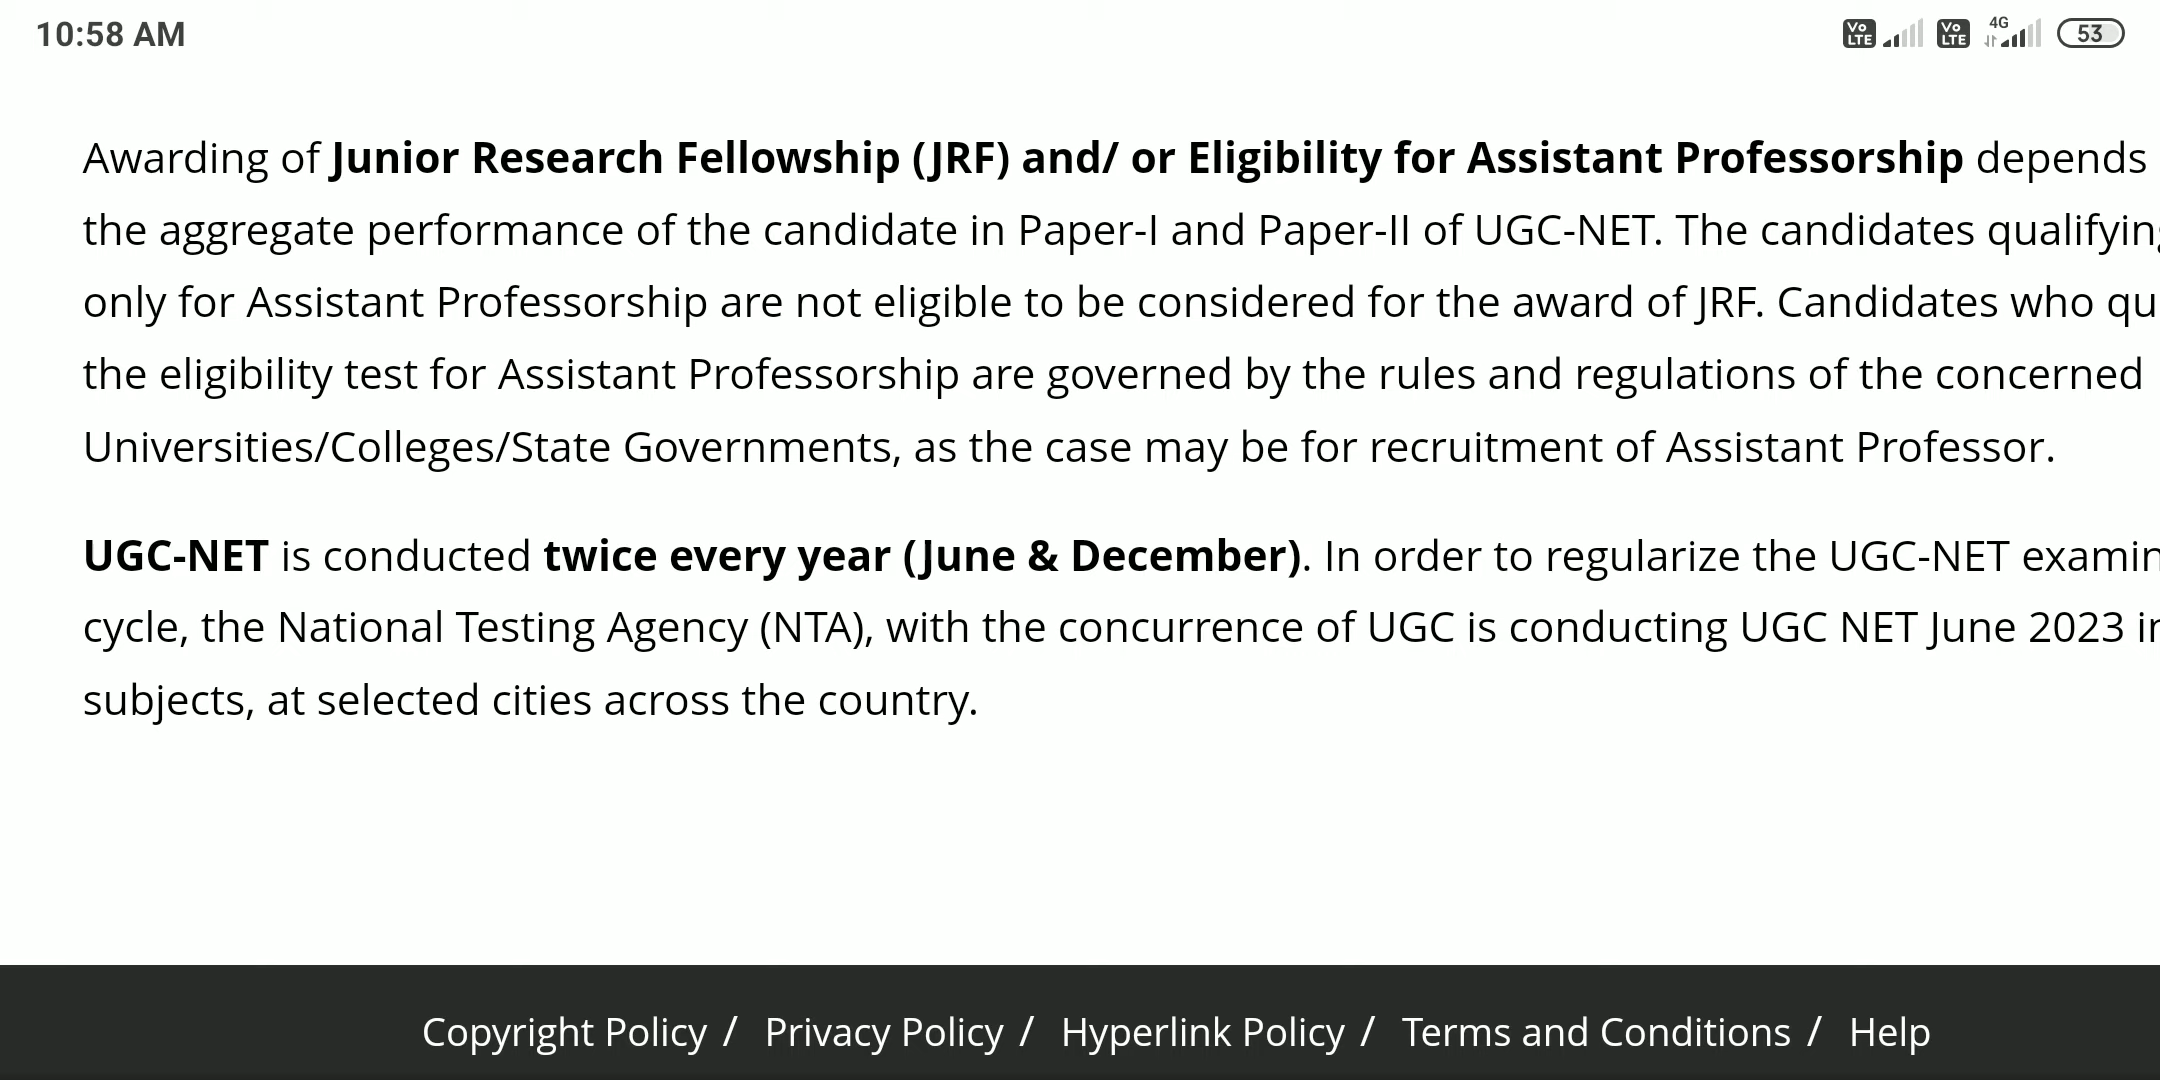 10:58 AM
Vo LTE Vo LTE 4G 53
Awarding of Junior Research Fellowship (JRF) and/ or Eligibility for Assistant Professorship depends
the aggregate performance of the candidate in Paper-I and Paper-II of UGC-NET. The candidates qualifying
only for Assistant Professorship are not eligible to be considered for the award of JRF. Candidates who qu
the eligibility test for Assistant Professorship are governed by the rules and regulations of the concerned
Universities/Colleges/State Governments, as the case may be for recruitment of Assistant Professor.
UGC-NET is conducted twice every year (June & December). In order to regularize the UGC-NET examin
cycle, the National Testing Agency (NTA), with the concurrence of UGC is conducting UGC NET June 2023 in
subjects, at selected cities across the country.
Copyright Policy / Privacy Policy / Hyperlink Policy / Terms and Conditions / Help